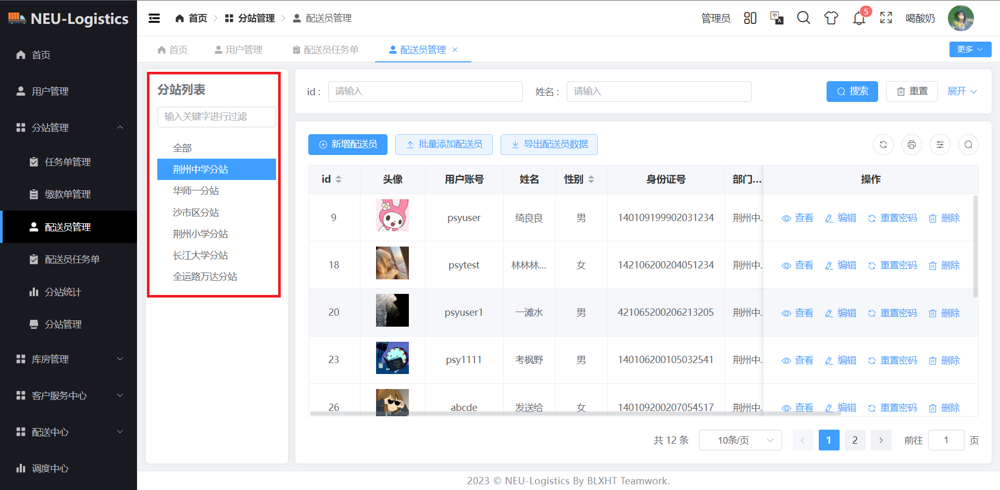 NEU-Logistics
首页
用户管理
分站管理
任务单管理
缴款单管理
配送员管理
配送员任务单
分站统计
分站管理
库房管理
客户服务中心
配送中心
调度中心
首页 > 分站管理 > 配送员管理
管理员 5 喝酸奶
首页 用户管理 配送员任务单 配送员管理 ×
更多
分站列表
输入关键字进行过滤
全部
荆州中学分站
华师一分站
沙市区分站
荆州小学分站
长江大学分站
全运路万达分站
id : 请输入 姓名 : 请输入 搜索 重置 展开
新增配送员 批量添加配送员 导出配送员数据
id 头像 用户账号 姓名 性别 身份证号 部门... 操作
9 psyuser 绮良良 男 140109199902031234 荆州中. 查看 编辑 重置密码 删除
18 psytest 林林林... 女 142106200204051234 荆州中. 查看 编辑 重置密码 删除
20 psyuser1 一滩水 男 421065200206213205 荆州中. 查看 编辑 重置密码 删除
23 psy1111 考枫野 男 140106200105032541 荆州中. 查看 编辑 重置密码 删除
26 abcde 发送给 女 140109200207054517 荆州中. 查看 编辑 重置密码 删除
共 12 条 10条/页 < 1 2 > 前往 1 页
2023 © NEU-Logistics By BLXHT Teamwork.